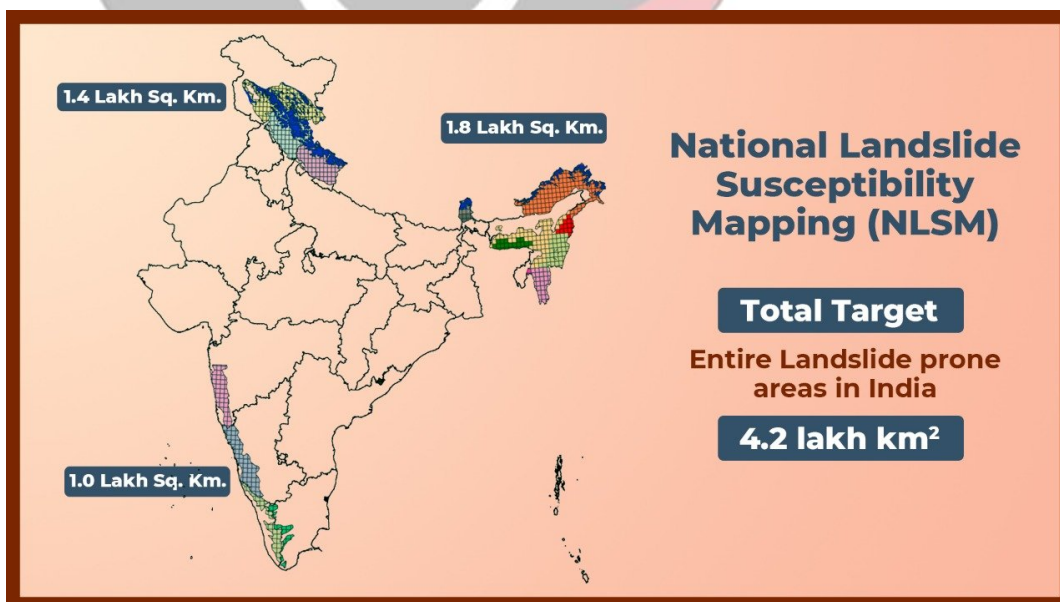 1.4 Lakh Sq. Km.
1.8 Lakh Sq. Km.
1.0 Lakh Sq. Km.
National Landslide
Susceptibility
Mapping (NLSM)
Total Target
Entire Landslide prone
areas in India
4.2 lakh km²